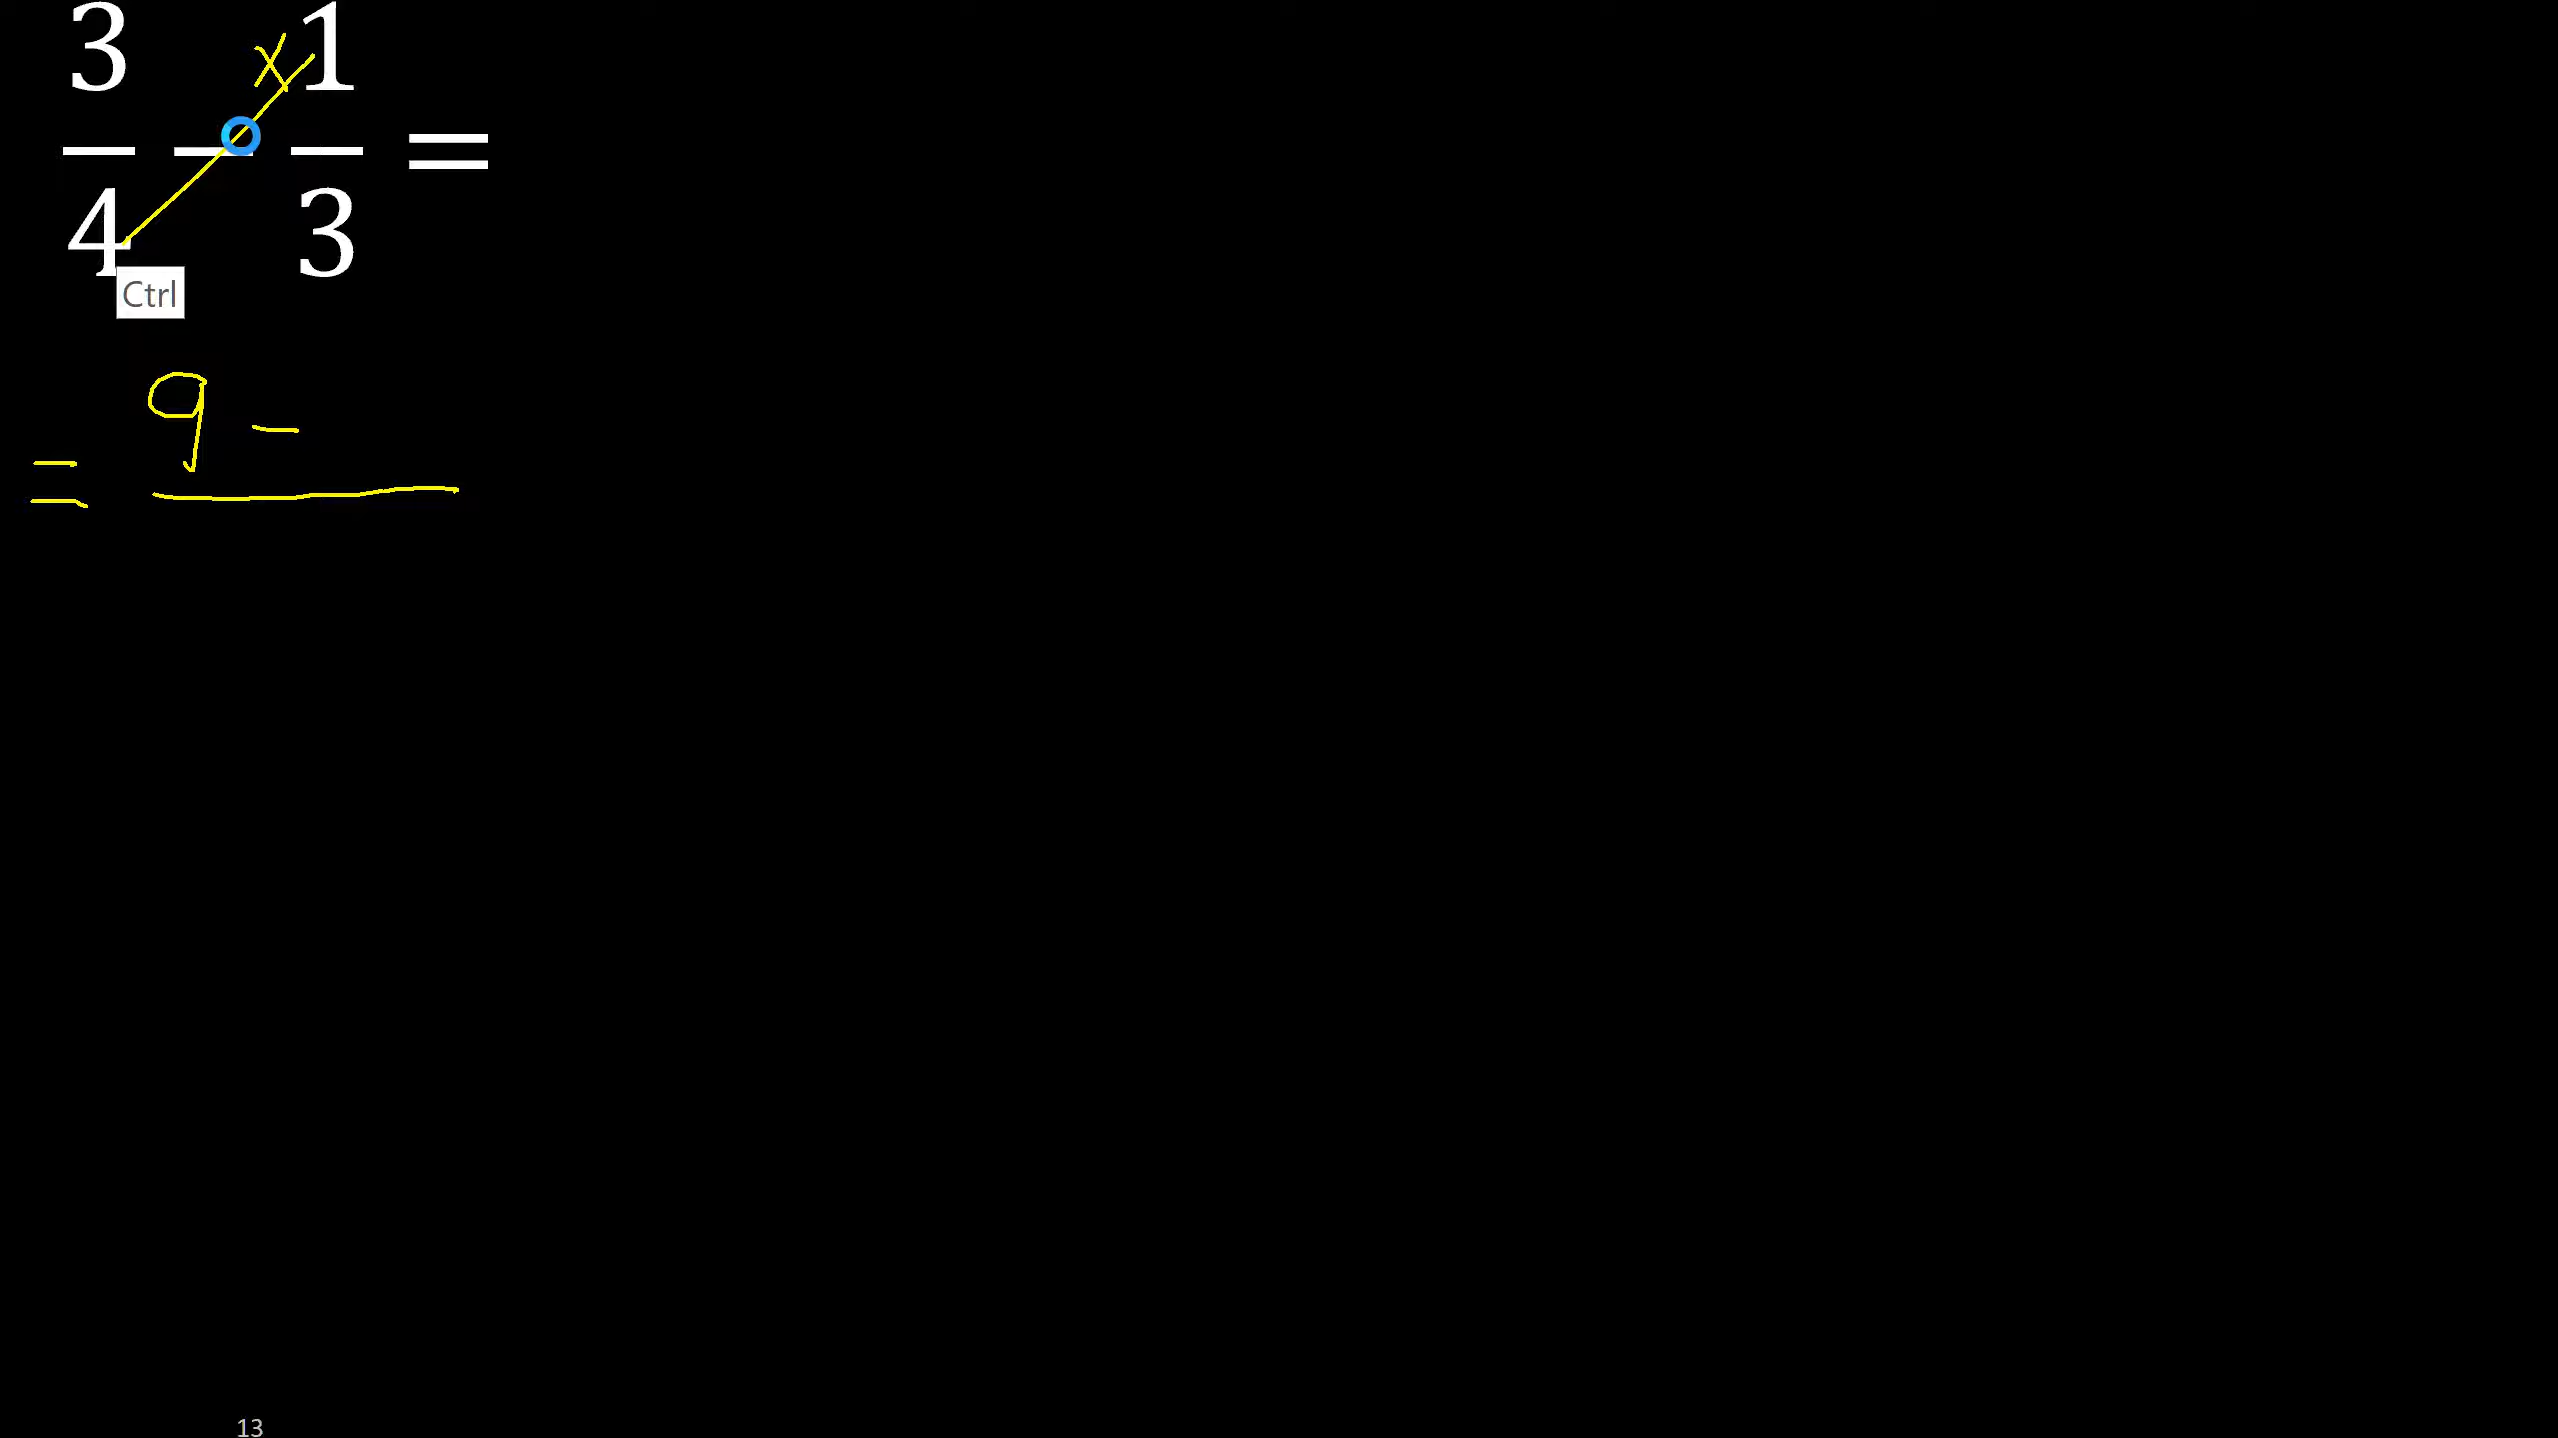 3/4 - x 1/3 =
Ctrl
= 9 -
13